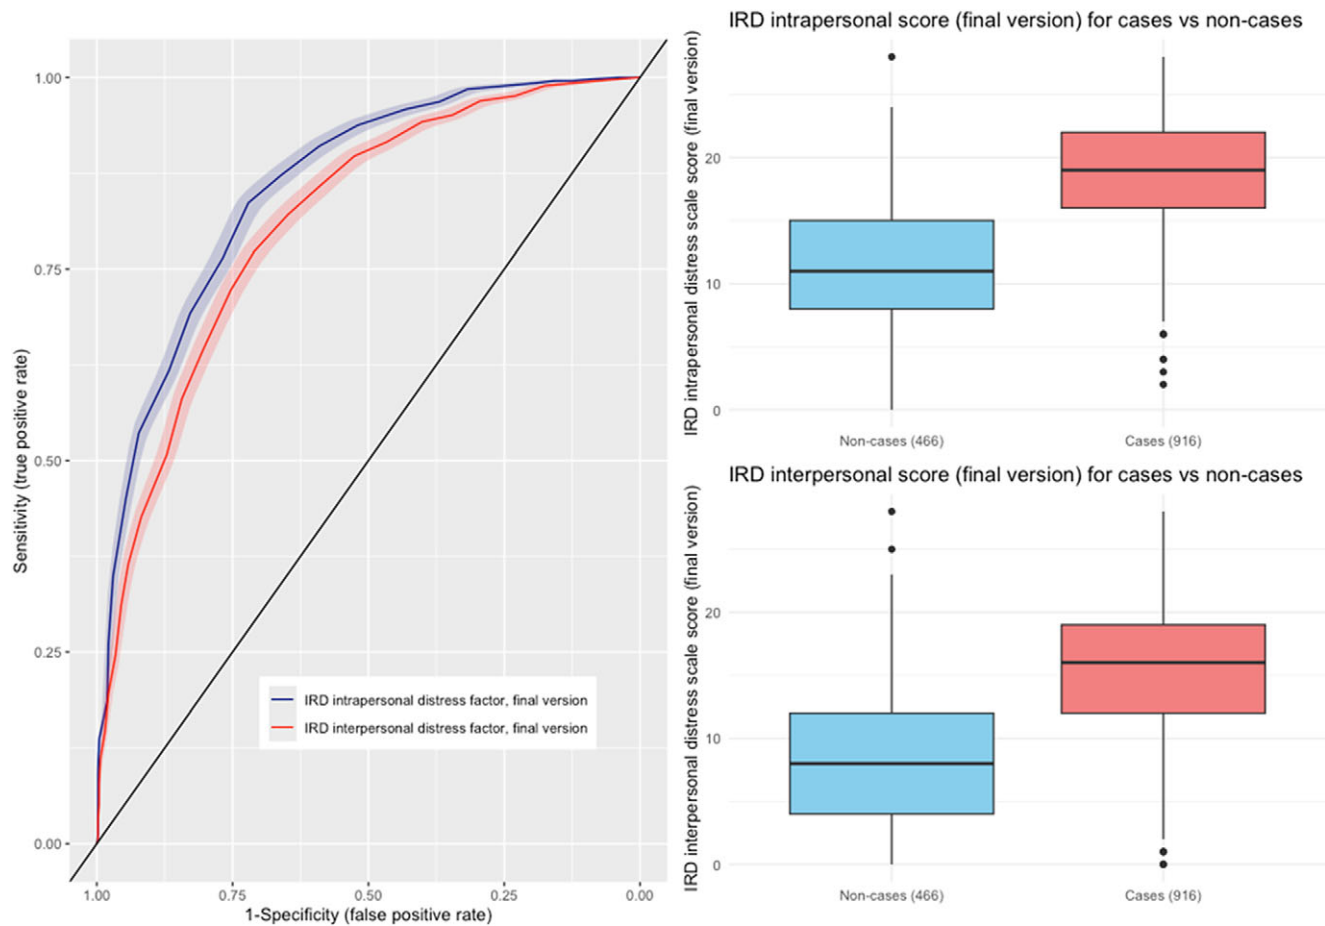 1.00
0.75
0.50
0.25
0.00
Sensitivity (true positive rate)
IRD intrapersonal distress factor, final version
IRD interpersonal distress factor, final version
1.00 0.75 0.50 0.25 0.00
1-Specificity (false positive rate)
IRD intrapersonal score (final version) for cases vs non-cases
IRD intrapersonal distress scale score (final version)
20
10
0
Non-cases (466) Cases (916)
IRD interpersonal score (final version) for cases vs non-cases
IRD interpersonal distress scale score (final version)
20
10
0
Non-cases (466) Cases (916)